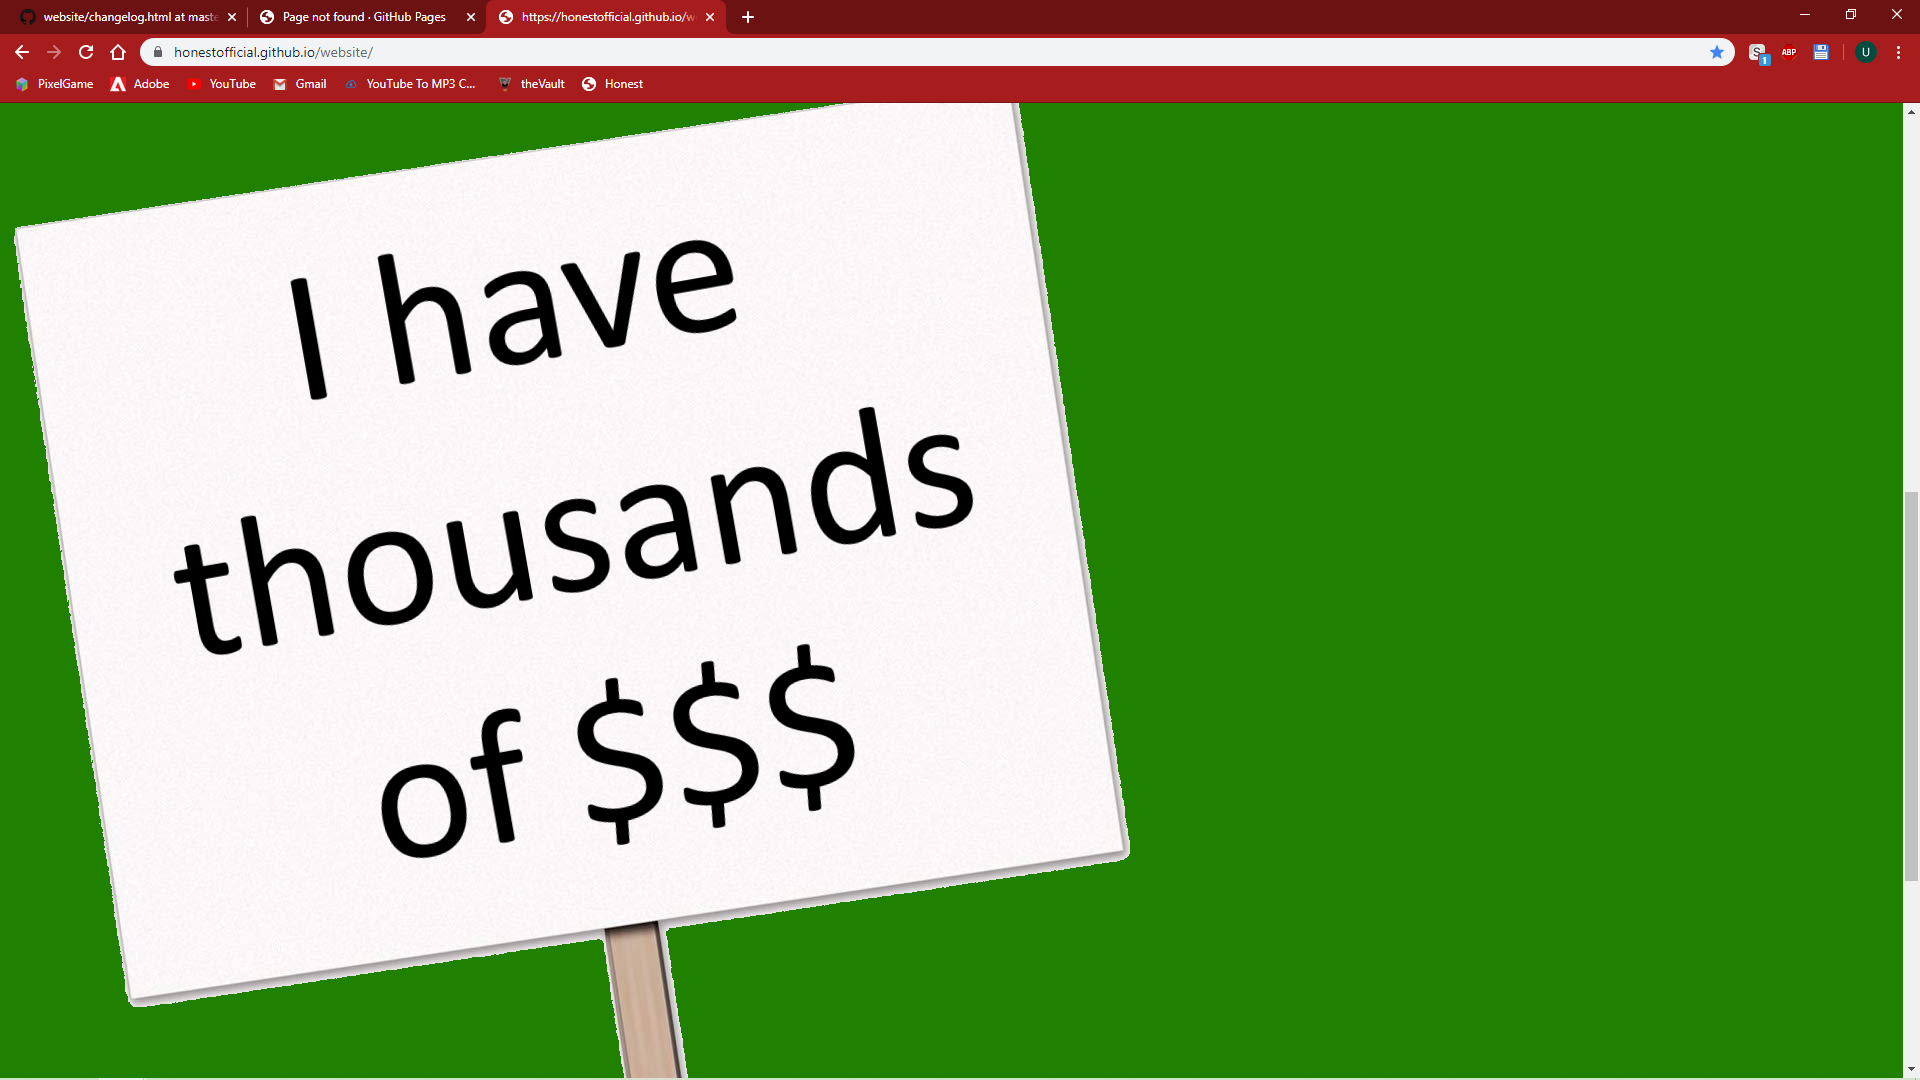 website/changelog.html at maste
Page not found · GitHub Pages
https://honestofficial.github.io/w
honestofficial.github.io/website/
S
1
ABP
U
PixelGame
Adobe
YouTube
Gmail
YouTube To MP3 C...
theVault
Honest
I have
thousands
of $$$